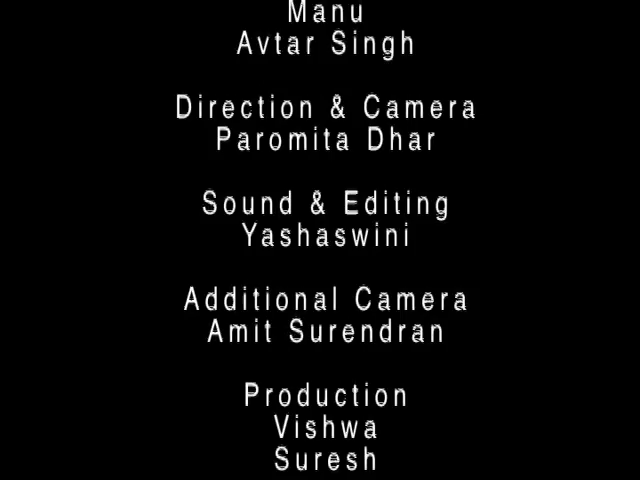 Manu
Avtar Singh
Direction & Camera
Paromita Dhar
Sound & Editing
Yashaswini
Additional Camera
Amit Surendran
Production
Vishwa
Suresh